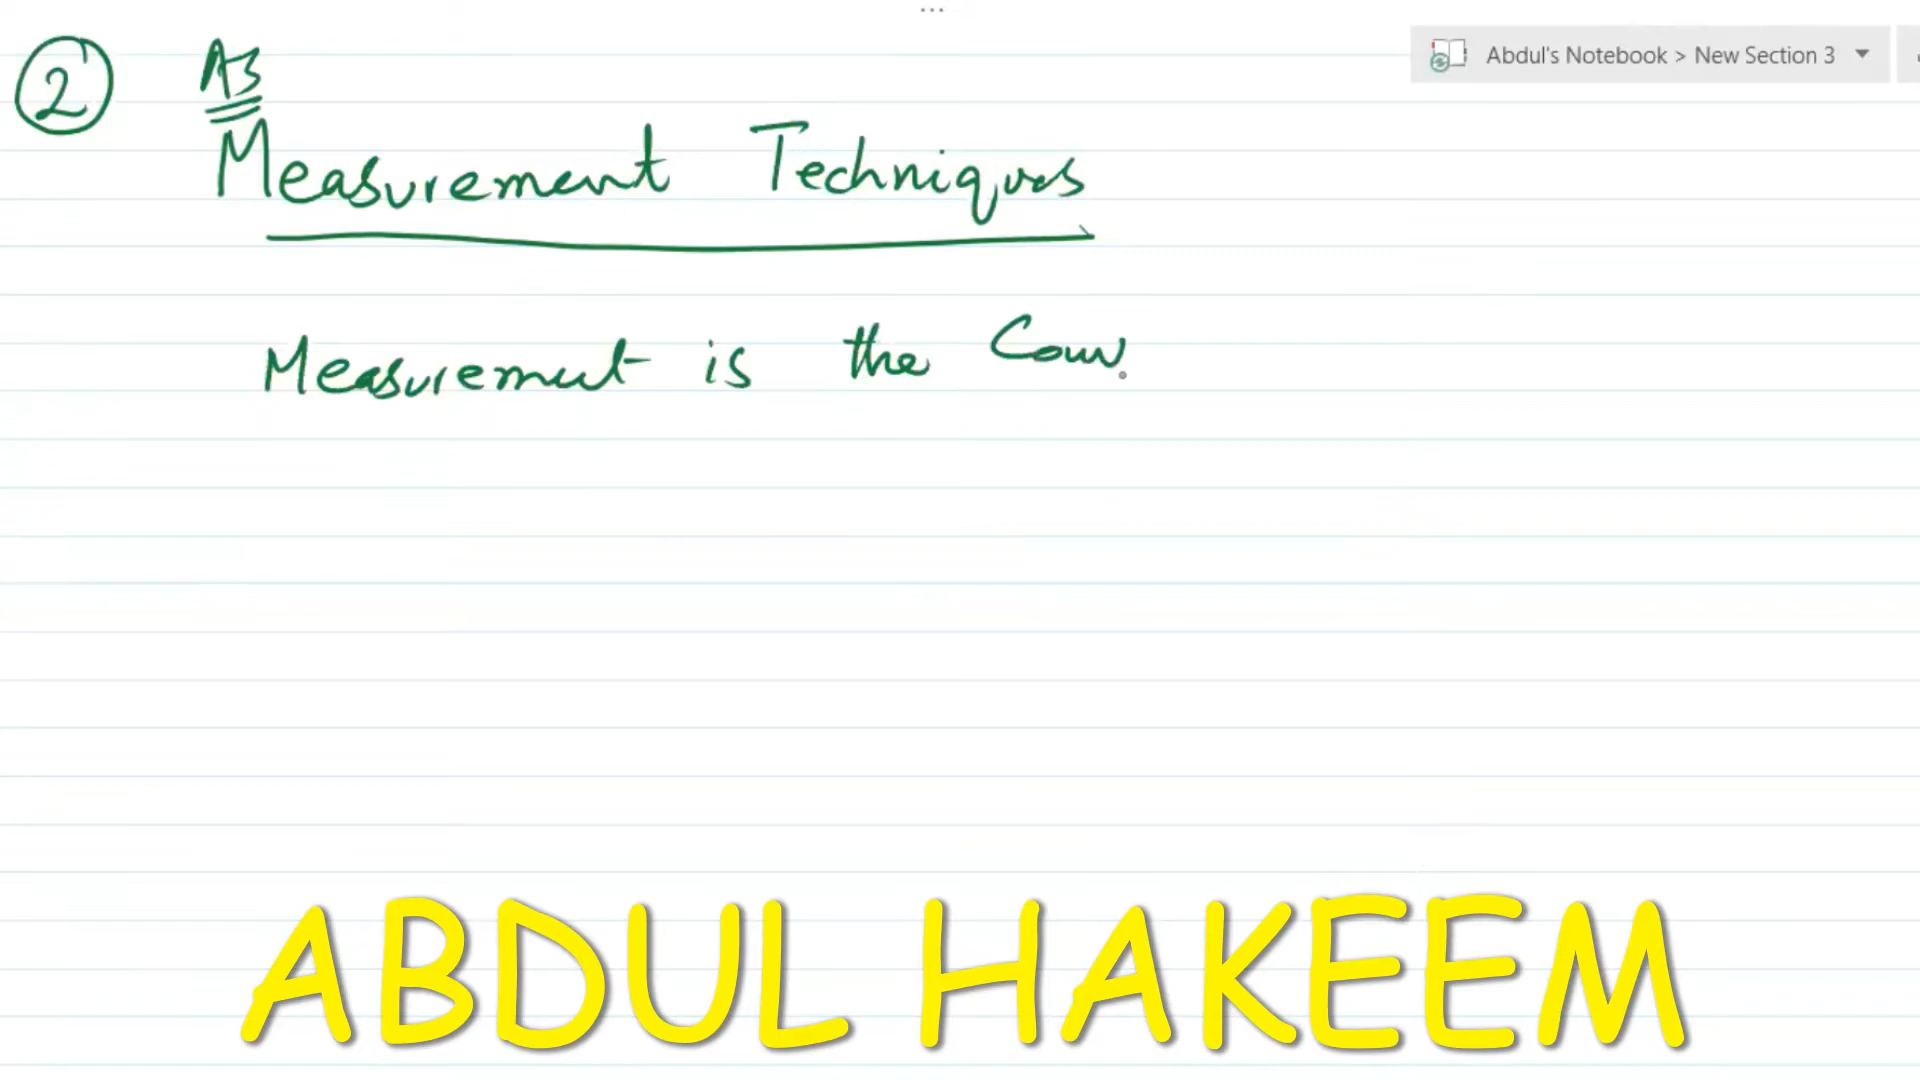 Abdul's Notebook > New Section 3
2
AS
Measurement Techniques
Measurement is the
ABDUL HAKEEM